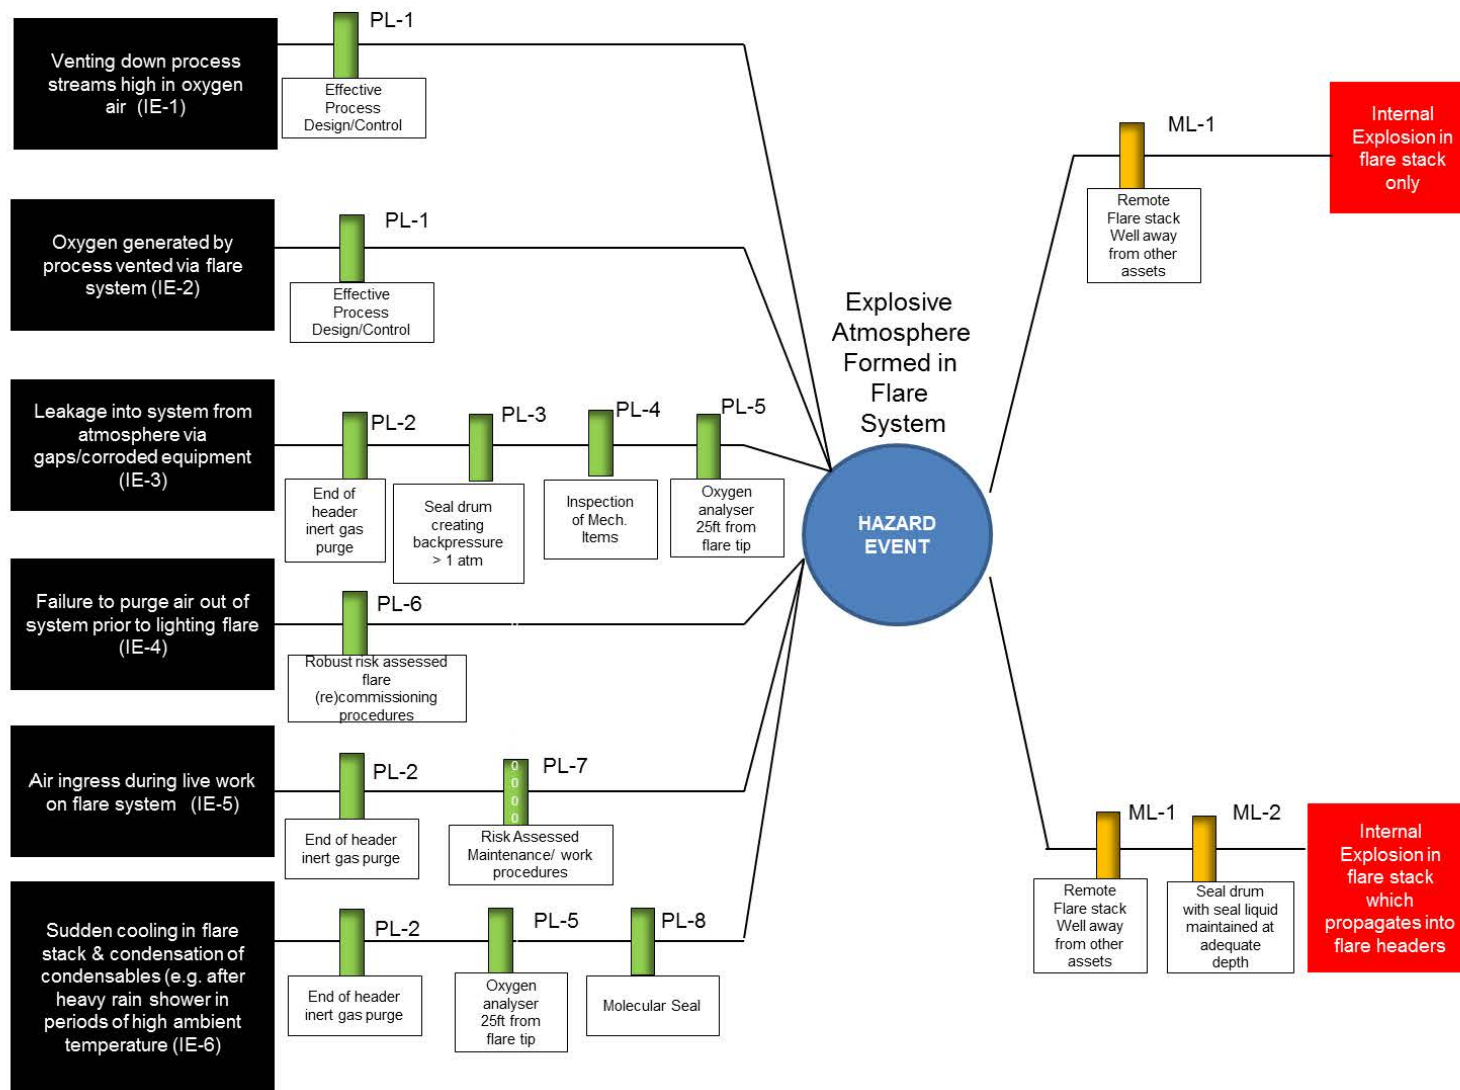 PL-1
Venting down process
streams high in oxygen
air (IE-1)
Effective
Process
Design/Control
PL-1
Oxygen generated by
process vented via flare
system (IE-2)
Effective
Process
Design/Control
Leakage into system from
atmosphere via
gaps/corroded equipment
(IE-3)
PL-2
PL-3
PL-4
PL-5
End of
header
inert gas
purge
Seal drum
creating
backpressure
> 1 atm
Inspection
of Mech.
Items
Oxygen
analyser
25ft from
flare tip
Failure to purge air out of
system prior to lighting flare
(IE-4)
PL-6
Robust risk assessed
flare
(re)commissioning
procedures
Air ingress during live work
on flare system (IE-5)
PL-2
PL-7
0
0
0
0
End of header
inert gas purge
Risk Assessed
Maintenance/ work
procedures
Sudden cooling in flare
stack & condensation of
condensables (e.g. after
heavy rain shower in
periods of high ambient
temperature (IE-6)
PL-2
PL-5
PL-8
End of header
inert gas purge
Oxygen
analyser
25ft from
flare tip
Molecular Seal
Explosive
Atmosphere
Formed in
Flare
System
HAZARD
EVENT
ML-1
Remote
Flare stack
Well away
from other
assets
Internal
Explosion in
flare stack
only
ML-1
ML-2
Remote
Flare stack
Well away
from other
assets
Seal drum
with seal liquid
maintained at
adequate
depth
Internal
Explosion in
flare stack
which
propagates into
flare headers